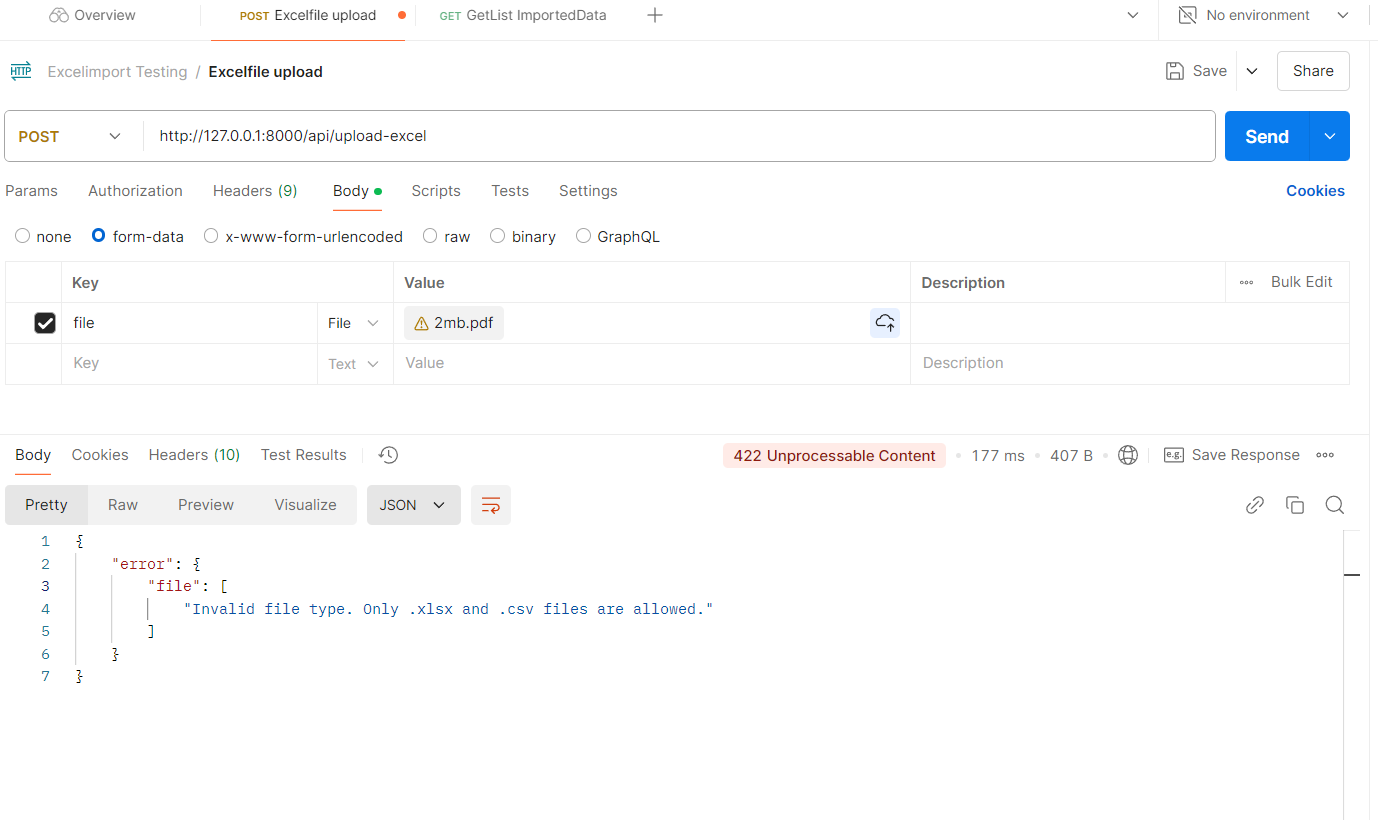 Overview POST Excelfile upload GET GetList ImportedData No environment
HTTP Excelimport Testing / Excelfile upload Save Share
POST http://127.0.0.1:8000/api/upload-excel Send
Params Authorization Headers (9) Body Scripts Tests Settings Cookies
none form-data x-www-form-urlencoded raw binary GraphQL
Key Value Description Bulk Edit
file File 2mb.pdf
Key Text Value Description
Body Cookies Headers (10) Test Results 422 Unprocessable Content 177 ms 407 B e.g. Save Response
Pretty Raw Preview Visualize JSON
1 {
2 "error": {
3 "file": [
4 "Invalid file type. Only .xlsx and .csv files are allowed."
5 ]
6 }
7 }